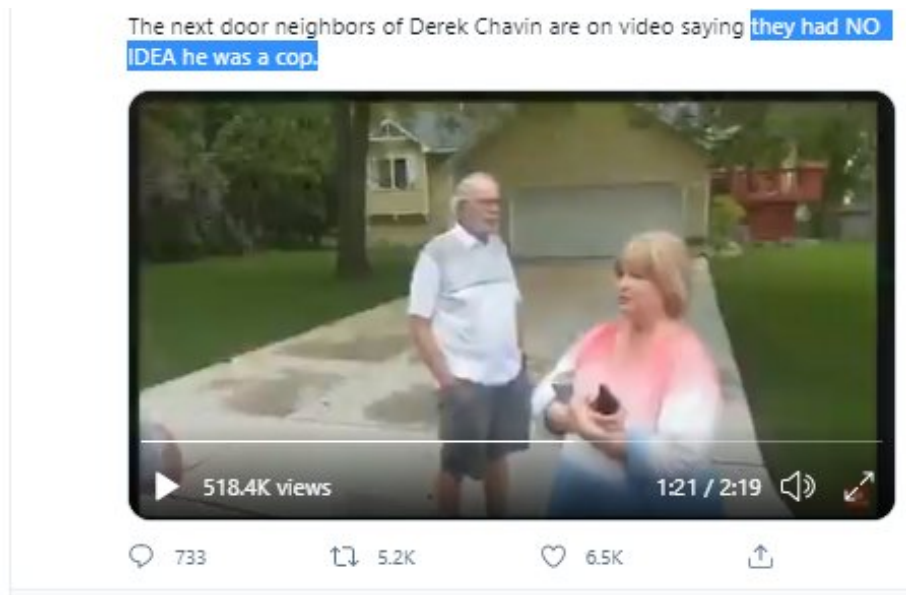 The next door neighbors of Derek Chavin are on video saying they had NO
IDEA he was a cop.
518.4K views
1:21 / 2:19
733
5.2K
6.5K